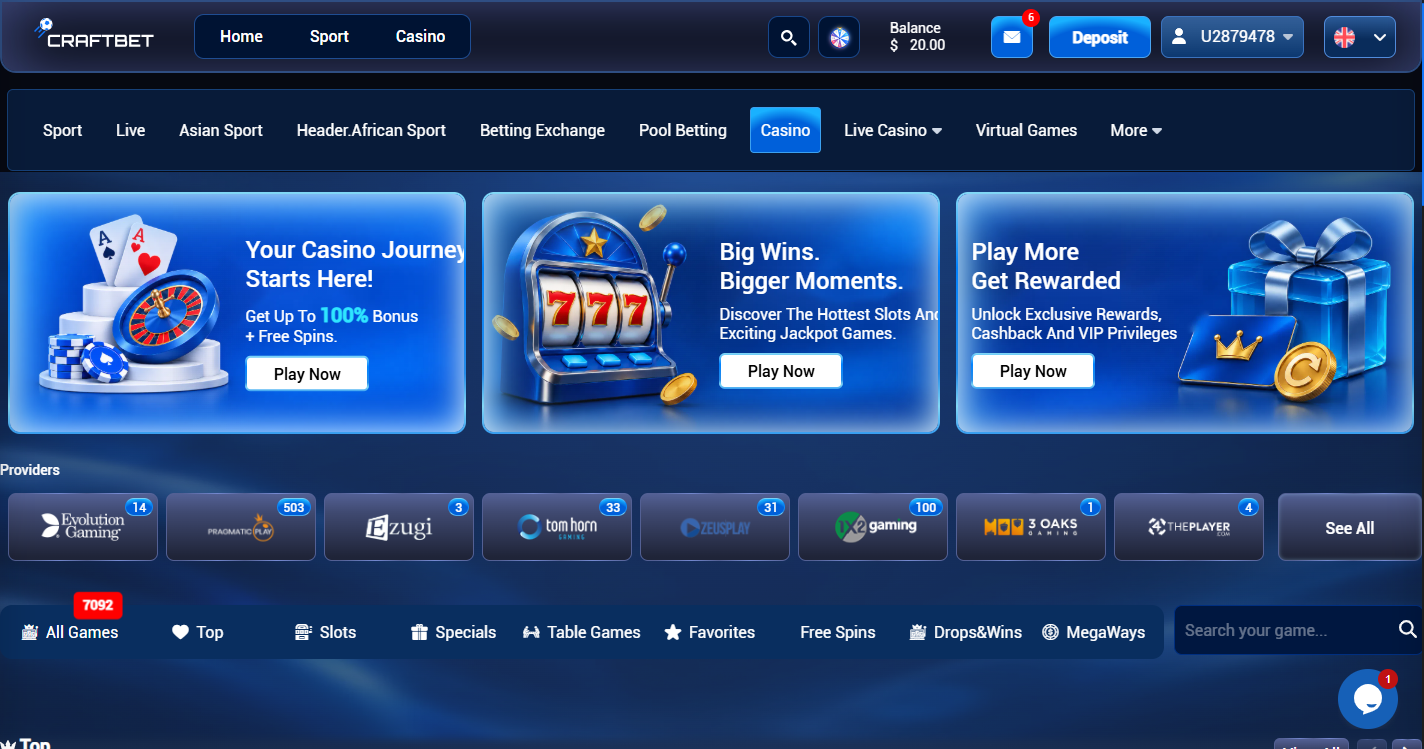 CRAFTBET
Home Sport Casino
Balance
$ 20.00
6
Deposit
U2879478
Sport Live Asian Sport Header.African Sport Betting Exchange Pool Betting Casino Live Casino Virtual Games More
A A
Your Casino Journey
Starts Here!
Get Up To 100% Bonus
+ Free Spins.
Play Now
777
Big Wins.
Bigger Moments.
Discover The Hottest Slots And
Exciting Jackpot Games.
Play Now
Play More
Get Rewarded
Unlock Exclusive Rewards,
Cashback And VIP Privileges
Play Now
C
Providers
14
Evolution
Gaming
503
PRAGMATIC PLAY
3
Ezugi
33
tom horn
GAMING
31
ZEUSPLAY
100
1X2 gaming
1
3 OAKS
GAMING
4
THEPLAYER
.COM
See All
7092
All Games Top Slots Specials Table Games Favorites Free Spins Drops&Wins MegaWays
Search your game...
1
Top